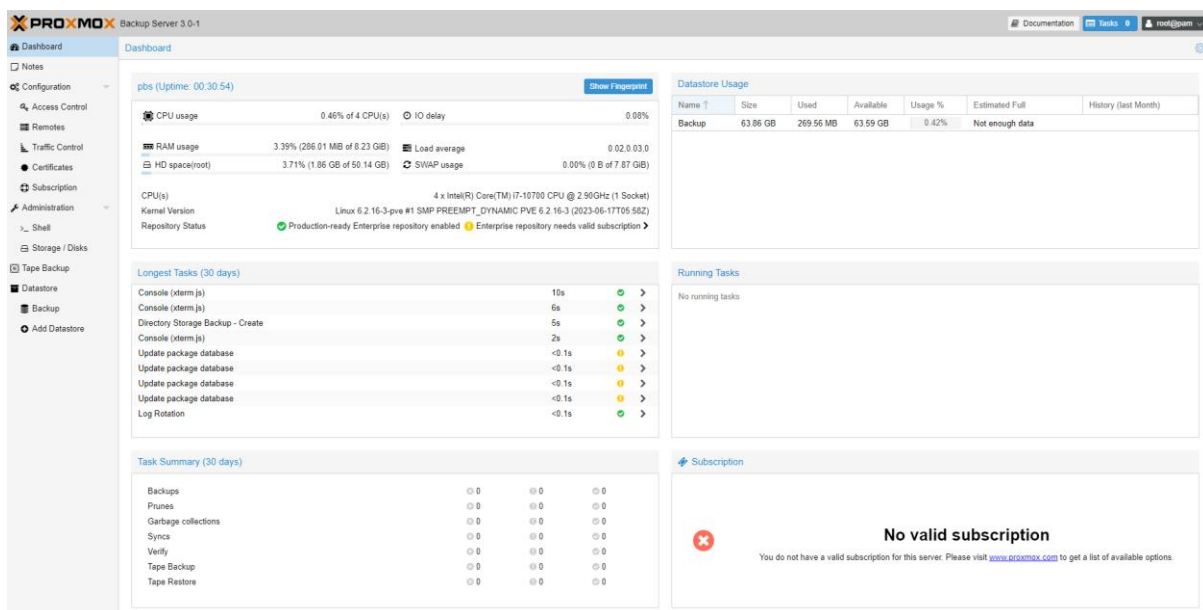 PROXMOX Backup Server 3.0-1
Documentation Tasks 0 root@pam
Dashboard
Notes
Configuration
Access Control
Remotes
Traffic Control
Certificates
Subscription
Administration
Shell
Storage / Disks
Tape Backup
Datastore
Backup
Add Datastore
Dashboard
pbs (Uptime: 00:30:54) Show Fingerprint
CPU usage 0.46% of 4 CPU(s) IO delay 0.08%
RAM usage 3.39% (286.01 MiB of 8.23 GiB) Load average 0.02,0.03,0
HD space(root) 3.71% (1.86 GB of 50.14 GB) SWAP usage 0.00% (0 B of 7.87 GiB)
CPU(s) 4 x Intel(R) Core(TM) i7-10700 CPU @ 2.90GHz (1 Socket)
Kernel Version Linux 6.2.16-3-pve #1 SMP PREEMPT_DYNAMIC PVE 6.2.16-3 (2023-06-17T05:58Z)
Repository Status Production-ready Enterprise repository enabled Enterprise repository needs valid subscription
Datastore Usage
Name Size Used Available Usage % Estimated Full History (last Month)
Backup 63.86 GB 269.56 MB 63.59 GB 0.42% Not enough data
Longest Tasks (30 days)
Console (xterm.js) 10s
Console (xterm.js) 6s
Directory Storage Backup - Create 5s
Console (xterm.js) 2s
Update package database <0.1s
Update package database <0.1s
Update package database <0.1s
Update package database <0.1s
Log Rotation <0.1s
Running Tasks
No running tasks
Task Summary (30 days)
Backups 0 0 0
Prunes 0 0 0
Garbage collections 0 0 0
Syncs 0 0 0
Verify 0 0 0
Tape Backup 0 0 0
Tape Restore 0 0 0
Subscription
No valid subscription
You do not have a valid subscription for this server. Please visit www.proxmox.com to get a list of available options.